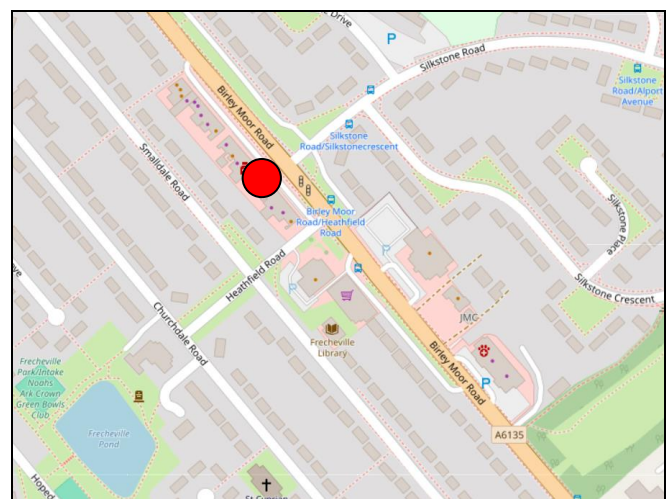 Drive
P
Silkstone Road
Silkstone
Road/Alport
Avenue
Birley Moor Road
Silkstone
Road/Silkstonecrescent
Smalldale Road
Birley Moor
Road/Heathfield
Road
P
Silkstone Place
Heathfield Road
P
Silkstone Crescent
JMC
Churchdale Road
Frecheville
Library
Birley Moor Road
Frecheville
Park/Intake
Noahs
Ark Crown
Green Bowls
Club
P
Frecheville
Pond
A6135
Hoped
St Cyprian